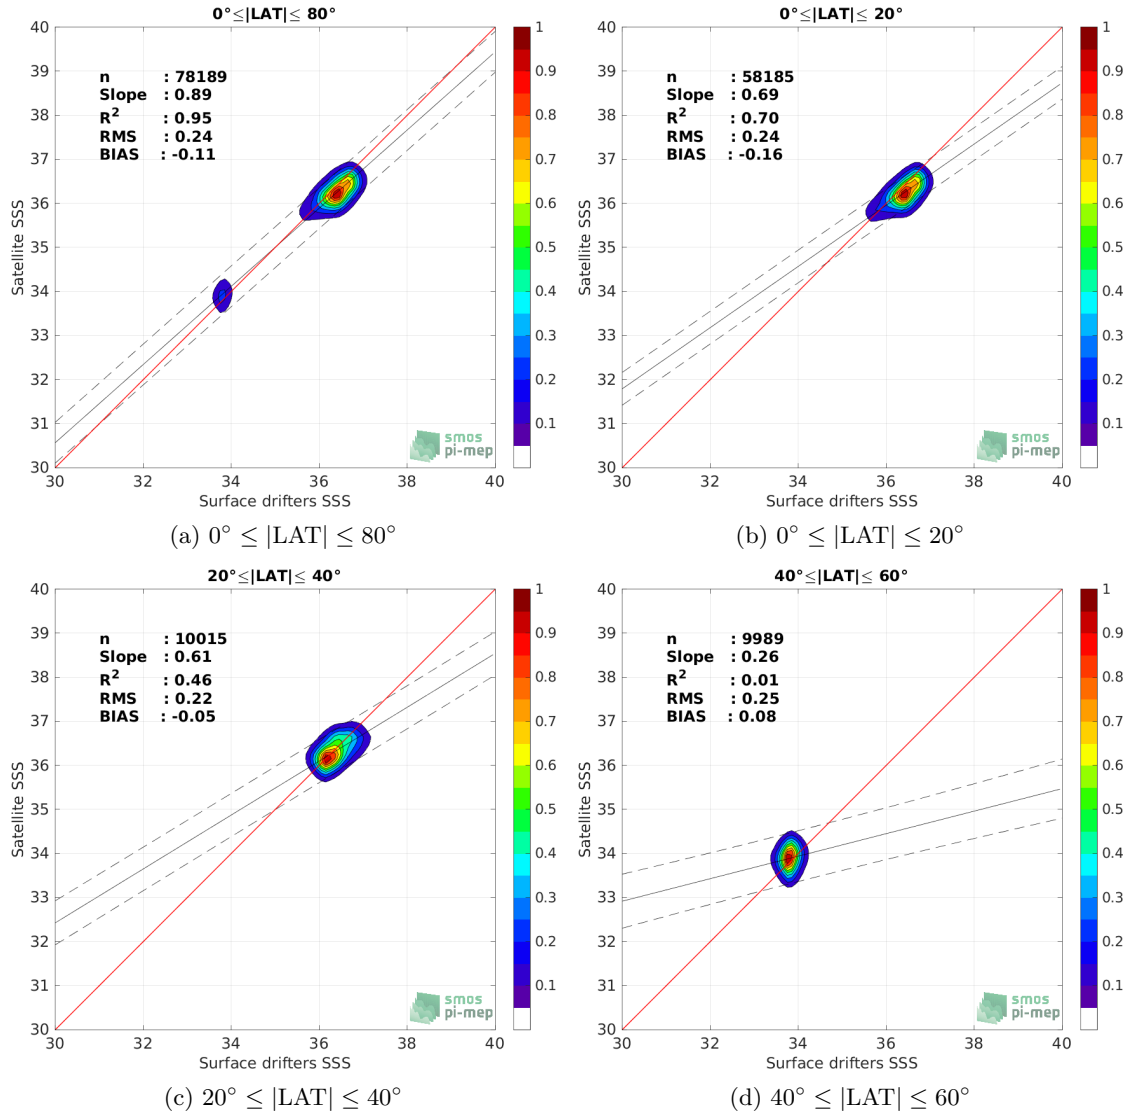 0°≤|LAT|≤ 80°
40
39
38
37
36
35
34
33
32
31
30
Satellite SSS
n : 78189
Slope : 0.89
R² : 0.95
RMS : 0.24
BIAS : -0.11
smos
pi-mep
30 32 34 36 38 40
Surface drifters SSS
1
0.9
0.8
0.7
0.6
0.5
0.4
0.3
0.2
0.1
(a) 0° ≤ |LAT| ≤ 80°
0°≤|LAT|≤ 20°
40
39
38
37
36
35
34
33
32
31
30
Satellite SSS
n : 58185
Slope : 0.69
R² : 0.70
RMS : 0.24
BIAS : -0.16
smos
pi-mep
30 32 34 36 38 40
Surface drifters SSS
1
0.9
0.8
0.7
0.6
0.5
0.4
0.3
0.2
0.1
(b) 0° ≤ |LAT| ≤ 20°
20°≤|LAT|≤ 40°
40
39
38
37
36
35
34
33
32
31
30
Satellite SSS
n : 10015
Slope : 0.61
R² : 0.46
RMS : 0.22
BIAS : -0.05
smos
pi-mep
30 32 34 36 38 40
Surface drifters SSS
1
0.9
0.8
0.7
0.6
0.5
0.4
0.3
0.2
0.1
(c) 20° ≤ |LAT| ≤ 40°
40°≤|LAT|≤ 60°
40
39
38
37
36
35
34
33
32
31
30
Satellite SSS
n : 9989
Slope : 0.26
R² : 0.01
RMS : 0.25
BIAS : 0.08
smos
pi-mep
30 32 34 36 38 40
Surface drifters SSS
1
0.9
0.8
0.7
0.6
0.5
0.4
0.3
0.2
0.1
(d) 40° ≤ |LAT| ≤ 60°